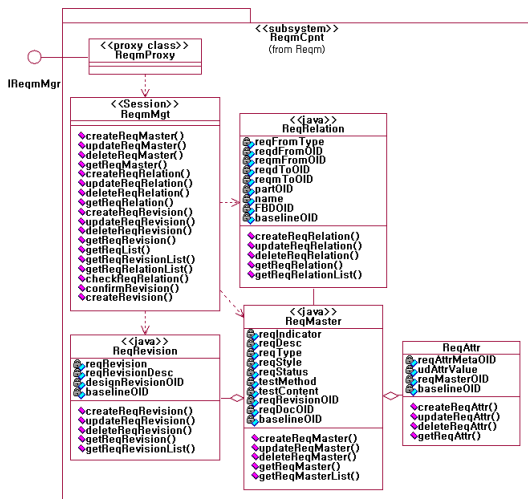 <<subsystem>>
ReqmCpnt
(from Reqm)
<<proxy class>>
ReqmProxy
IReqmMgr
<<Session>>
ReqmMgt
createReqMaster()
updateReqMaster()
deleteReqMaster()
getReqMaster()
createReqRelation()
updateReqRelation()
deleteReqRelation()
getReqRelation()
createReqRevision()
updateReqRevision()
deleteReqRevision()
getReqRevision()
getReqList()
getReqRevisionList()
getReqRelationList()
checkReqRelation()
confirmRevision()
createRevision()
<<java>>
ReqRelation
reqFromType
reqdFromOID
reqmFromOID
reqdToOID
reqmToOID
partOID
name
FBDOID
baselineOID
createReqRelation()
updateReqRelation()
deleteReqRelation()
getReqRelation()
getReqRelationList()
<<java>>
ReqRevision
reqRevision
reqRevisionDesc
designRevisionOID
baselineOID
createReqRevision()
updateReqRevision()
deleteReqRevision()
getReqRevision()
getReqRevisionList()
<<java>>
ReqMaster
reqIndicator
reqDesc
reqType
reqStyle
reqStatus
testMethod
testContent
reqRevisionOID
reqDocOID
baselineOID
createReqMaster()
updateReqMaster()
deleteReqMaster()
getReqMaster()
getReqMasterList()
ReqAttr
reqAttrMetaOID
udAttrValue
reqMasterOID
baselineOID
createReqAttr()
updateReqAttr()
deleteReqAttr()
getReqAttr()